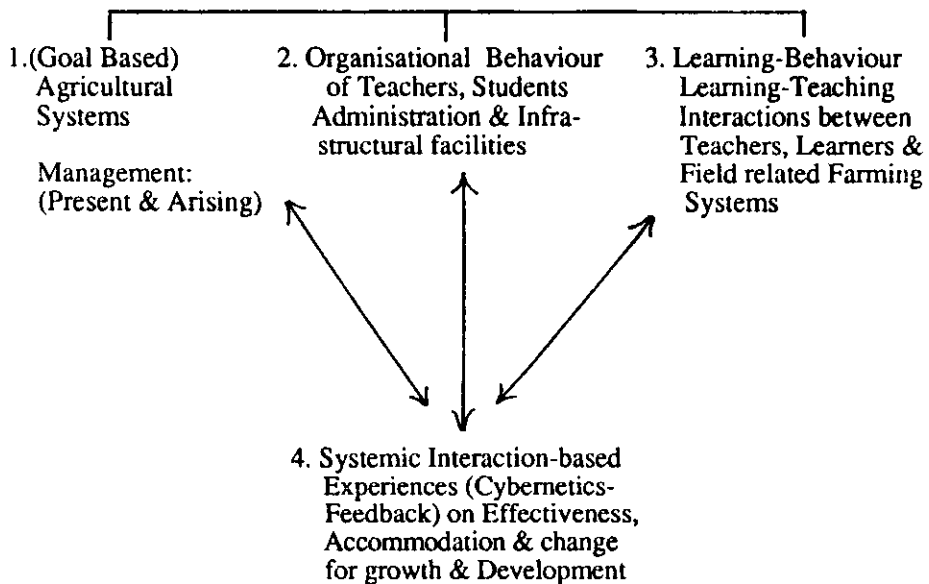 1.(Goal Based)
Agricultural
Systems
Management:
(Present & Arising)
2. Organisational Behaviour
of Teachers, Students
Administration & Infra-
structural facilities
3. Learning-Behaviour
Learning-Teaching
Interactions between
Teachers, Learners &
Field related Farming
Systems
4. Systemic Interaction-based
Experiences (Cybernetics-
Feedback) on Effectiveness,
Accommodation & change
for growth & Development